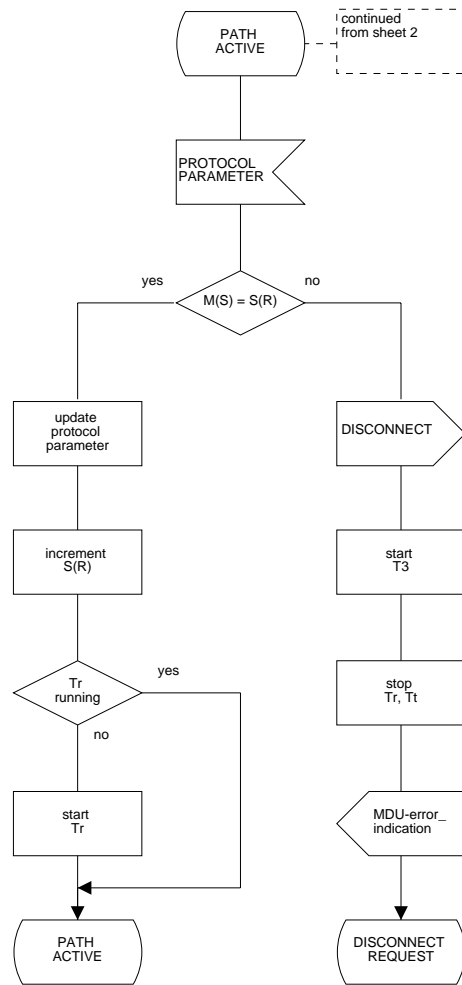 PATH
ACTIVE
continued
from sheet 2
PROTOCOL
PARAMETER
yes
no
M(S) = S(R)
update
protocol
parameter
DISCONNECT
increment
S(R)
start
T3
Tr
running
yes
no
stop
Tr, Tt
start
Tr
MDU-error_
indication
PATH
ACTIVE
DISCONNECT
REQUEST